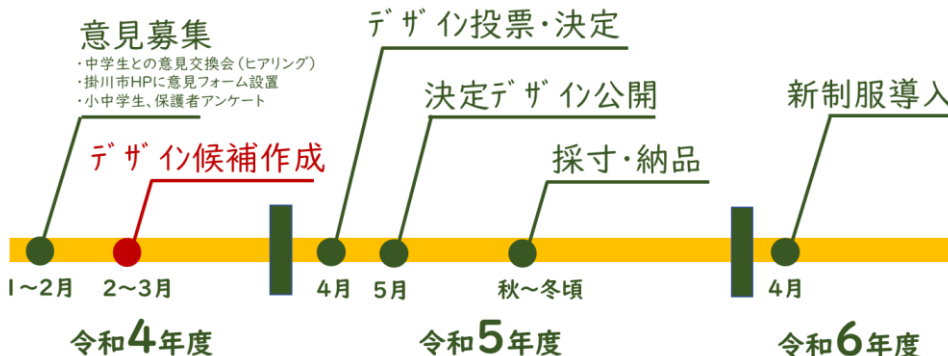 意見募集
・中学生との意見交換会（ヒアリング）
・掛川市HPに意見フォーム設置
・小中学生、保護者アンケート
デザイン候補作成
デザイン投票・決定
決定デザイン公開
採寸・納品
新制服導入
1～2月
2～3月
4月
5月
秋～冬頃
4月
令和4年度
令和5年度
令和6年度